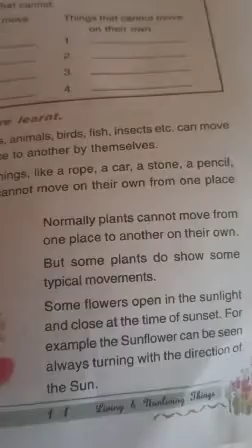 that cannot
move
Things that cannot move
on their own
1.
2.
3.
4.
learnt.
animals, birds, fish, insects etc. can move
to another by themselves.
like a rope, a car, a stone, a pencil,
cannot move on their own from one place
Normally plants cannot move from
one place to another on their own.
But some plants do show some
typical movements.
Some flowers open in the sunlight
and close at the time of sunset. For
example the Sunflower can be seen
always turning with the direction of
the Sun.
Living & Nonliving Things